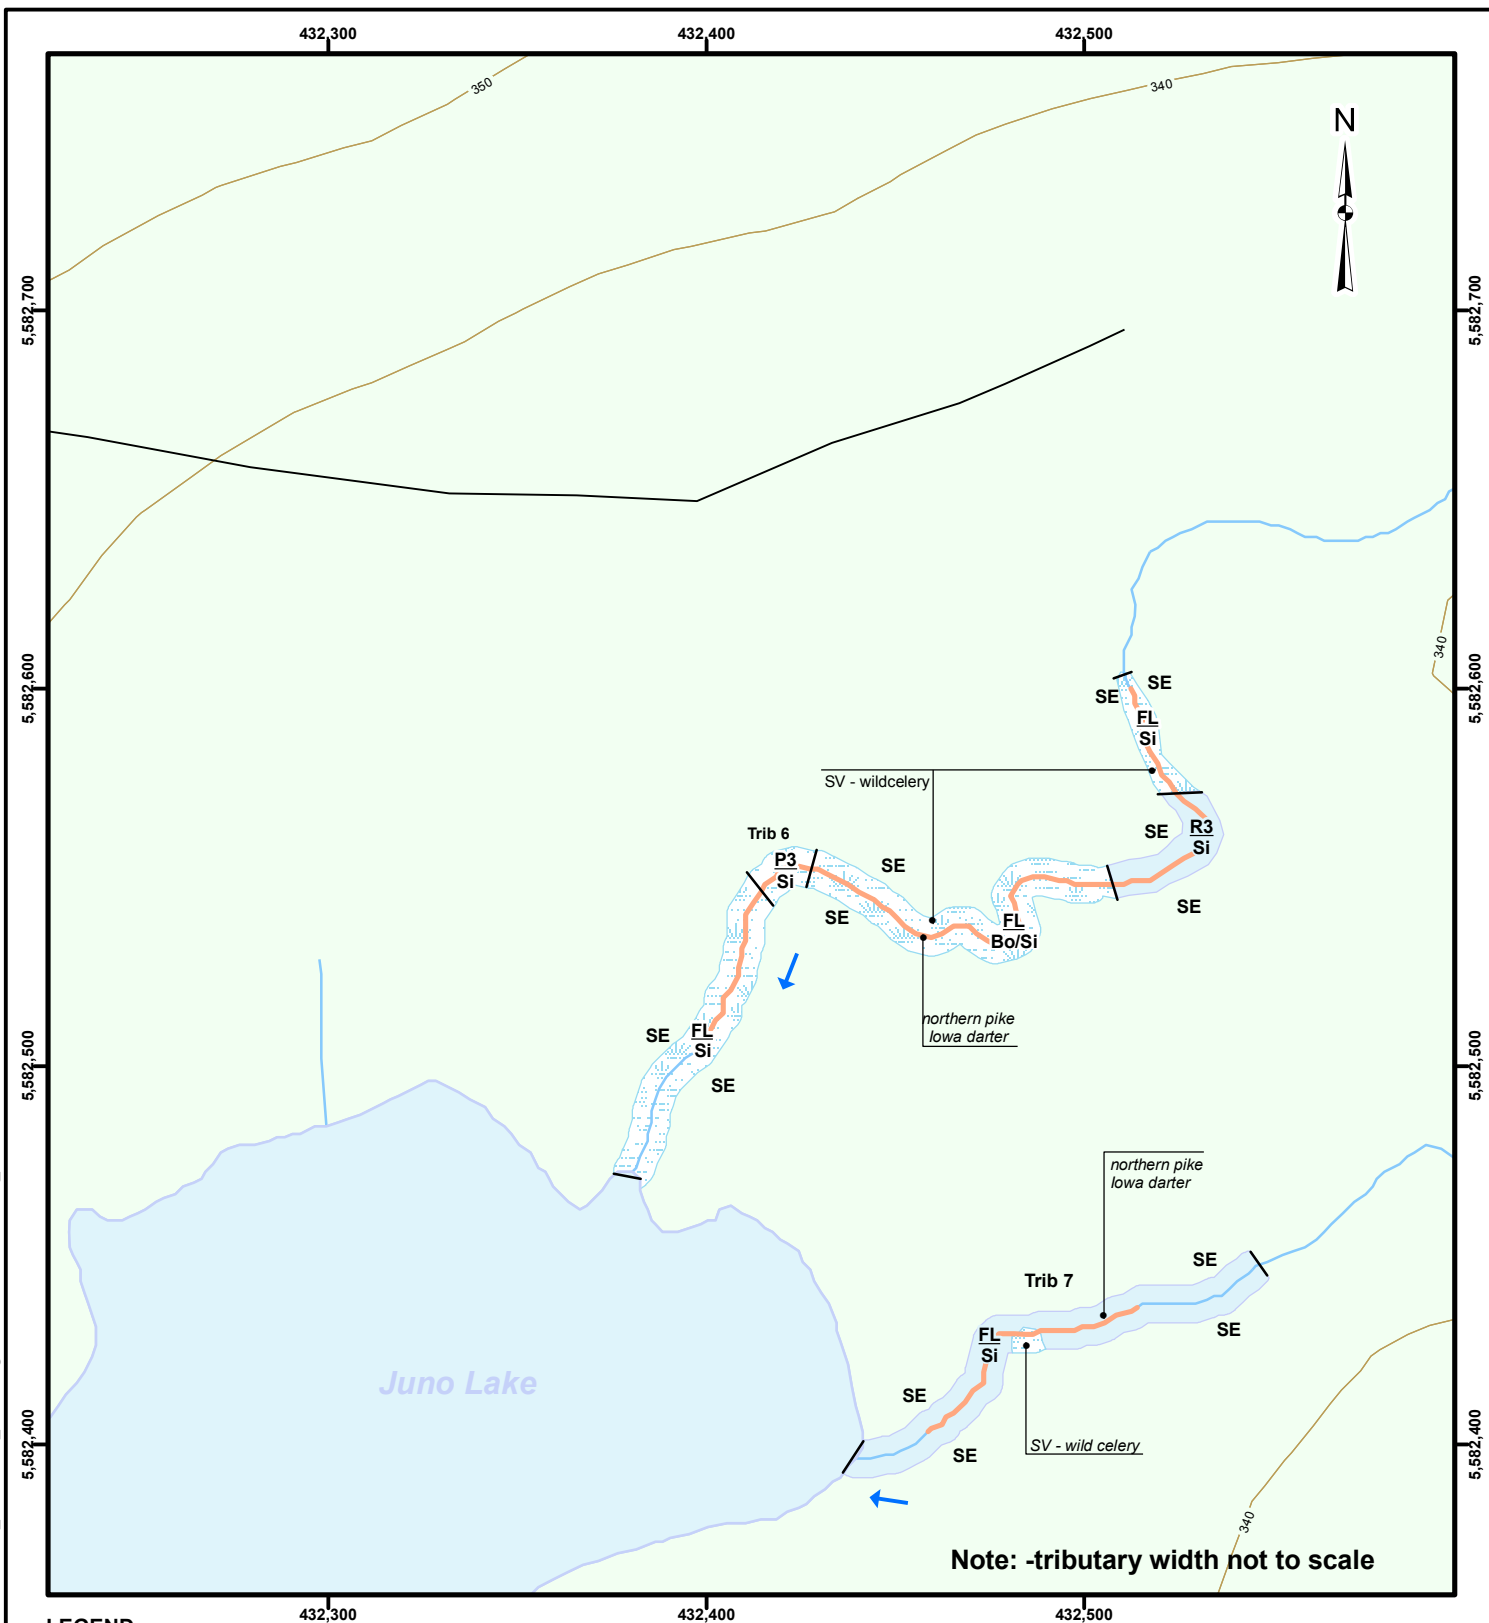 432,300
432,400
432,500
350
340
N
5,582,700
5,582,700
5,582,600
5,582,600
340
SE
SE
FL
Si
SV - wildcelery
SE
R3
Si
Trib 6
P3
Si
SE
SE
SE
FL
Bo/Si
northern pike
Iowa darter
SE
FL
Si
SE
5,582,500
5,582,500
northern pike
Iowa darter
SE
Trib 7
SE
FL
Si
Juno Lake
SE
SE
SV - wild celery
5,582,400
5,582,400
340
Note: -tributary width not to scale
432,300
432,400
432,500
LEGEND